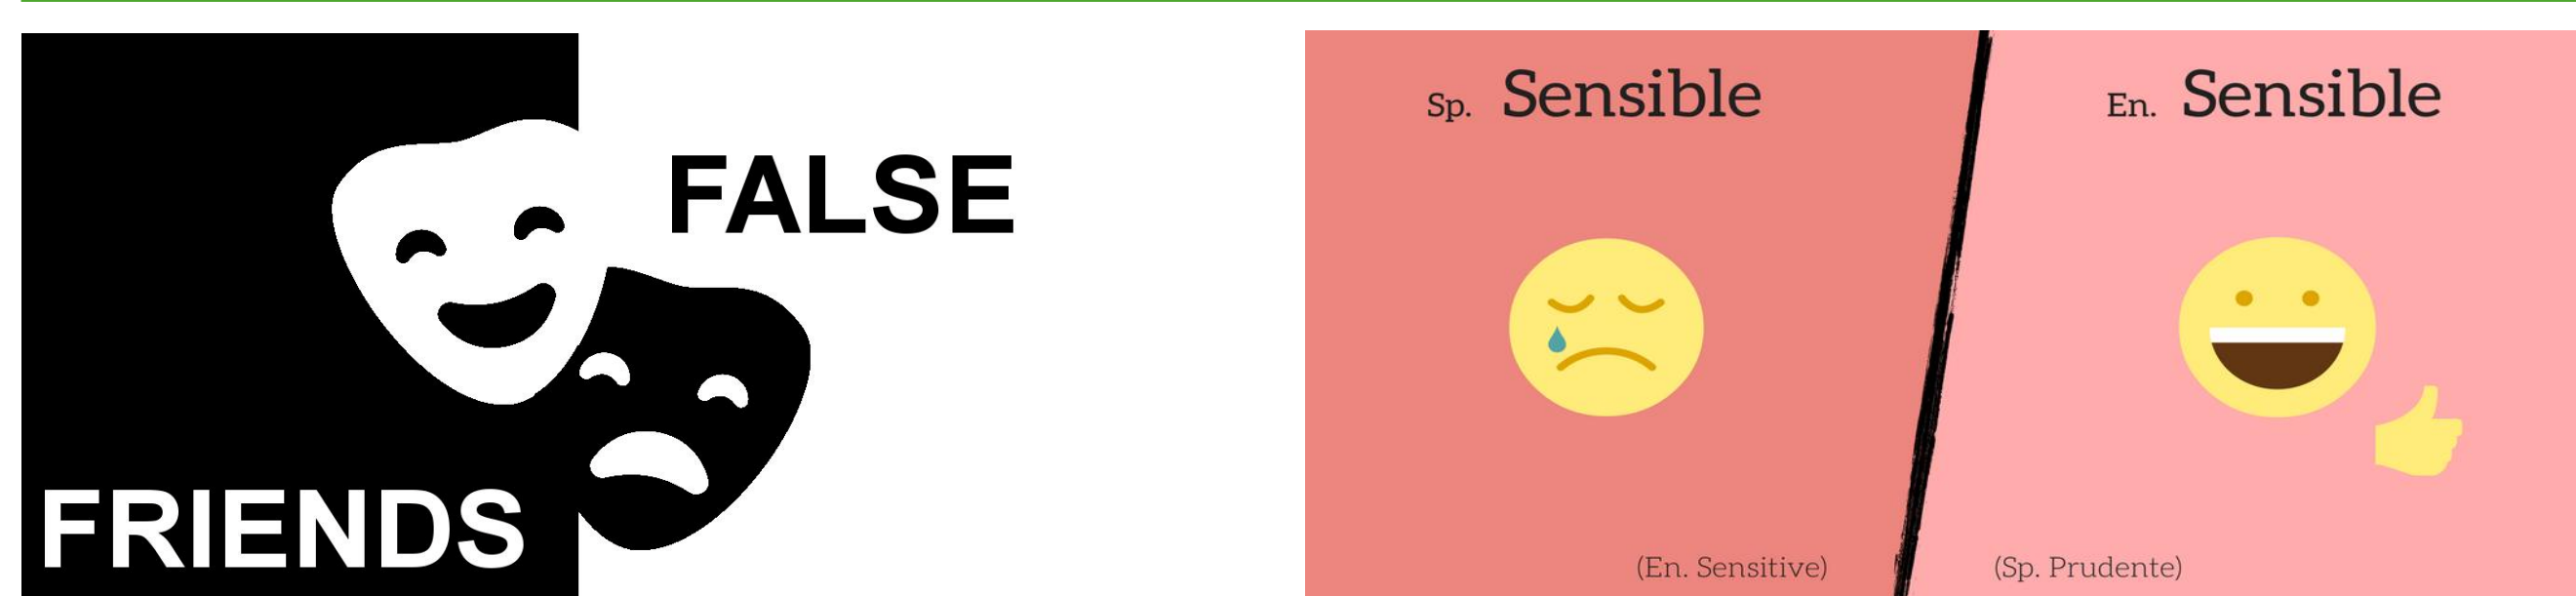 FALSE
FRIENDS
Sp. Sensible
(En. Sensitive)
En. Sensible
(Sp. Prudente)